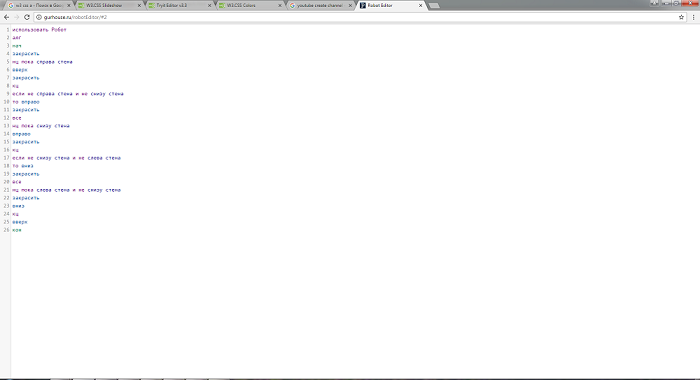 w3 css a - Поиск в Goo
W3.CSS Slideshow
Tryit Editor v3.3
W3.CSS Colors
youtube create channel
Robot Editor
gurhouse.ru/robotEditor/#2
1 использовать Робот
2 алг
3 нач
4 закрасить
5 нц пока справа стена
6 вверх
7 закрасить
8 кц
9 если не справа стена и не снизу стена
10 то вправо
11 закрасить
12 все
13 нц пока снизу стена
14 вправо
15 закрасить
16 кц
17 если не снизу стена и не слева стена
18 то вниз
19 закрасить
20 все
21 нц пока слева стена и не снизу стена
22 закрасить
23 вниз
24 кц
25 вверх
26 кон